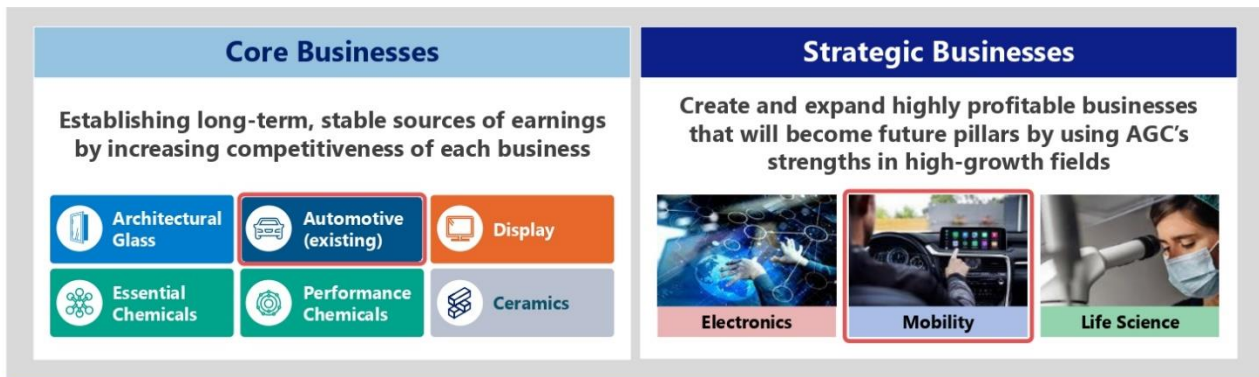 Core Businesses
Establishing long-term, stable sources of earnings
by increasing competitiveness of each business
Architectural
Glass
Automotive
(existing)
Display
Essential
Chemicals
Performance
Chemicals
Ceramics
Strategic Businesses
Create and expand highly profitable businesses
that will become future pillars by using AGC’s
strengths in high-growth fields
Electronics
Mobility
Life Science